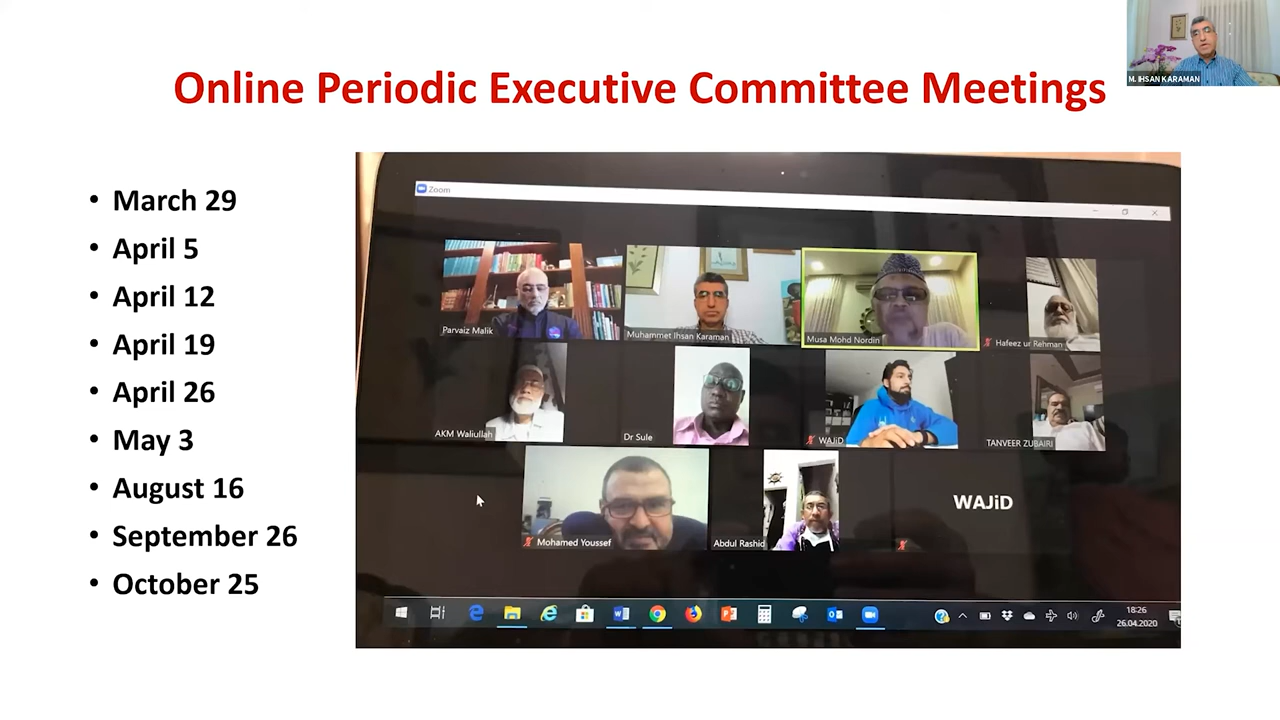 Online Periodic Executive Committee Meetings
M. IHSAN KARAMAN
• March 29
• April 5
• April 12
• April 19
• April 26
• May 3
• August 16
• September 26
• October 25
Zoom
Parvaiz Malik
Muhammet Ihsan Karaman
Musa Mohd Nordin
Hafeez ur Rehman
AKM Waliullah
Dr Sule
WAJiD
TANVEER ZUBAIRI
Mohamed Youssef
Abdul Rashid
WAJiD
18:26
26.04.2020